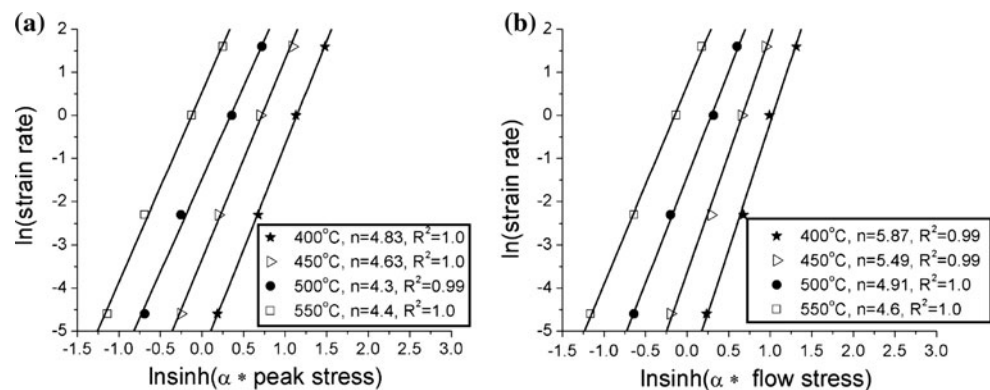 (a)
2
1
0
-1
-2
-3
-4
-5
ln(strain rate)
400°C, n=4.83, R²=1.0
450°C, n=4.63, R²=1.0
500°C, n=4.3, R²=0.99
550°C, n=4.4, R²=1.0
-1.5 -1.0 -0.5 0.0 0.5 1.0 1.5 2.0 2.5 3.0
lnsinh(α * peak stress)
(b)
2
1
0
-1
-2
-3
-4
-5
ln(strain rate)
400°C, n=5.87, R²=0.99
450°C, n=5.49, R²=0.99
500°C, n=4.91, R²=1.0
550°C, n=4.6, R²=1.0
-1.5 -1.0 -0.5 0.0 0.5 1.0 1.5 2.0 2.5 3.0
lnsinh(α * flow stress)